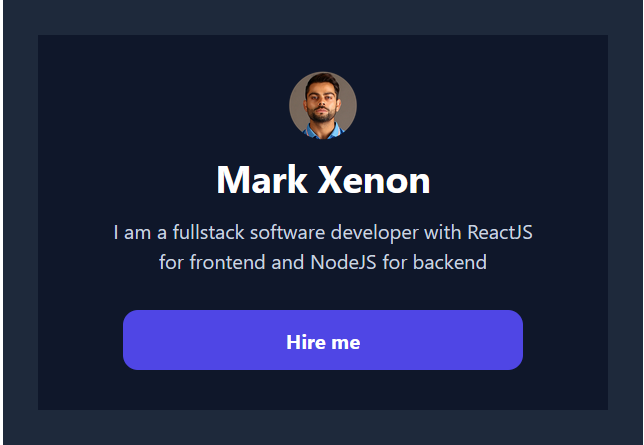 Mark Xenon
I am a fullstack software developer with ReactJS
for frontend and NodeJS for backend
Hire me